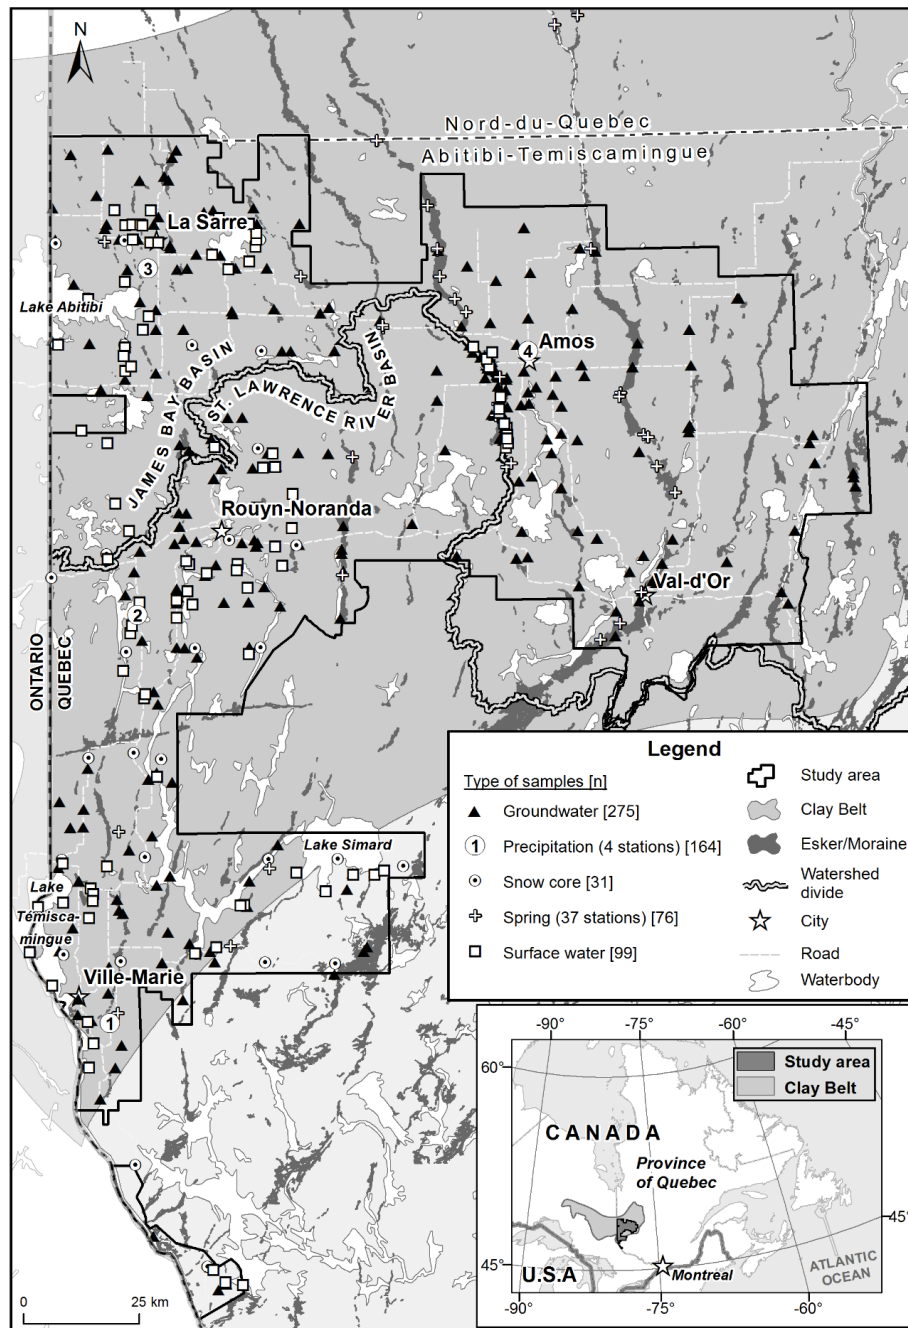 N
Nord-du-Quebec
Abitibi-Temiscamingue
La Sarre
3
Lake Abitibi
4
Amos
JAMES BAY BASIN
ST. LAWRENCE RIVER BASIN
Rouyn-Noranda
Val-d'Or
2
ONTARIO
QUEBEC
Lake Simard
Lake
Témisca-
mingue
Ville-Marie
1
0 25 km
Legend
Type of samples [n]
Groundwater [275]
1 Precipitation (4 stations) [164]
Snow core [31]
Spring (37 stations) [76]
Surface water [99]
Study area
Clay Belt
Esker/Moraine
Watershed
divide
City
Road
Waterbody
-90° -75° -60° -45°
Study area
Clay Belt
60°
CANADA
Province
of Quebec
45°
45°
U.S.A
Montreal
ATLANTIC
OCEAN
-90° -75° -60°